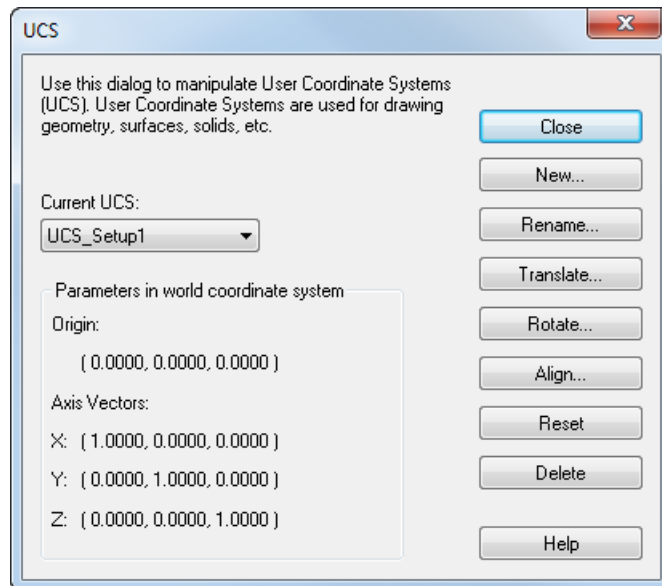 UCS
Use this dialog to manipulate User Coordinate Systems
(UCS). User Coordinate Systems are used for drawing
geometry, surfaces, solids, etc.
Close
New...
Current UCS:
UCS_Setup1
Rename...
Translate...
Parameters in world coordinate system
Origin:
Rotate...
( 0.0000, 0.0000, 0.0000 )
Align...
Axis Vectors:
Reset
X: ( 1.0000, 0.0000, 0.0000 )
Y: ( 0.0000, 1.0000, 0.0000 )
Delete
Z: ( 0.0000, 0.0000, 1.0000 )
Help